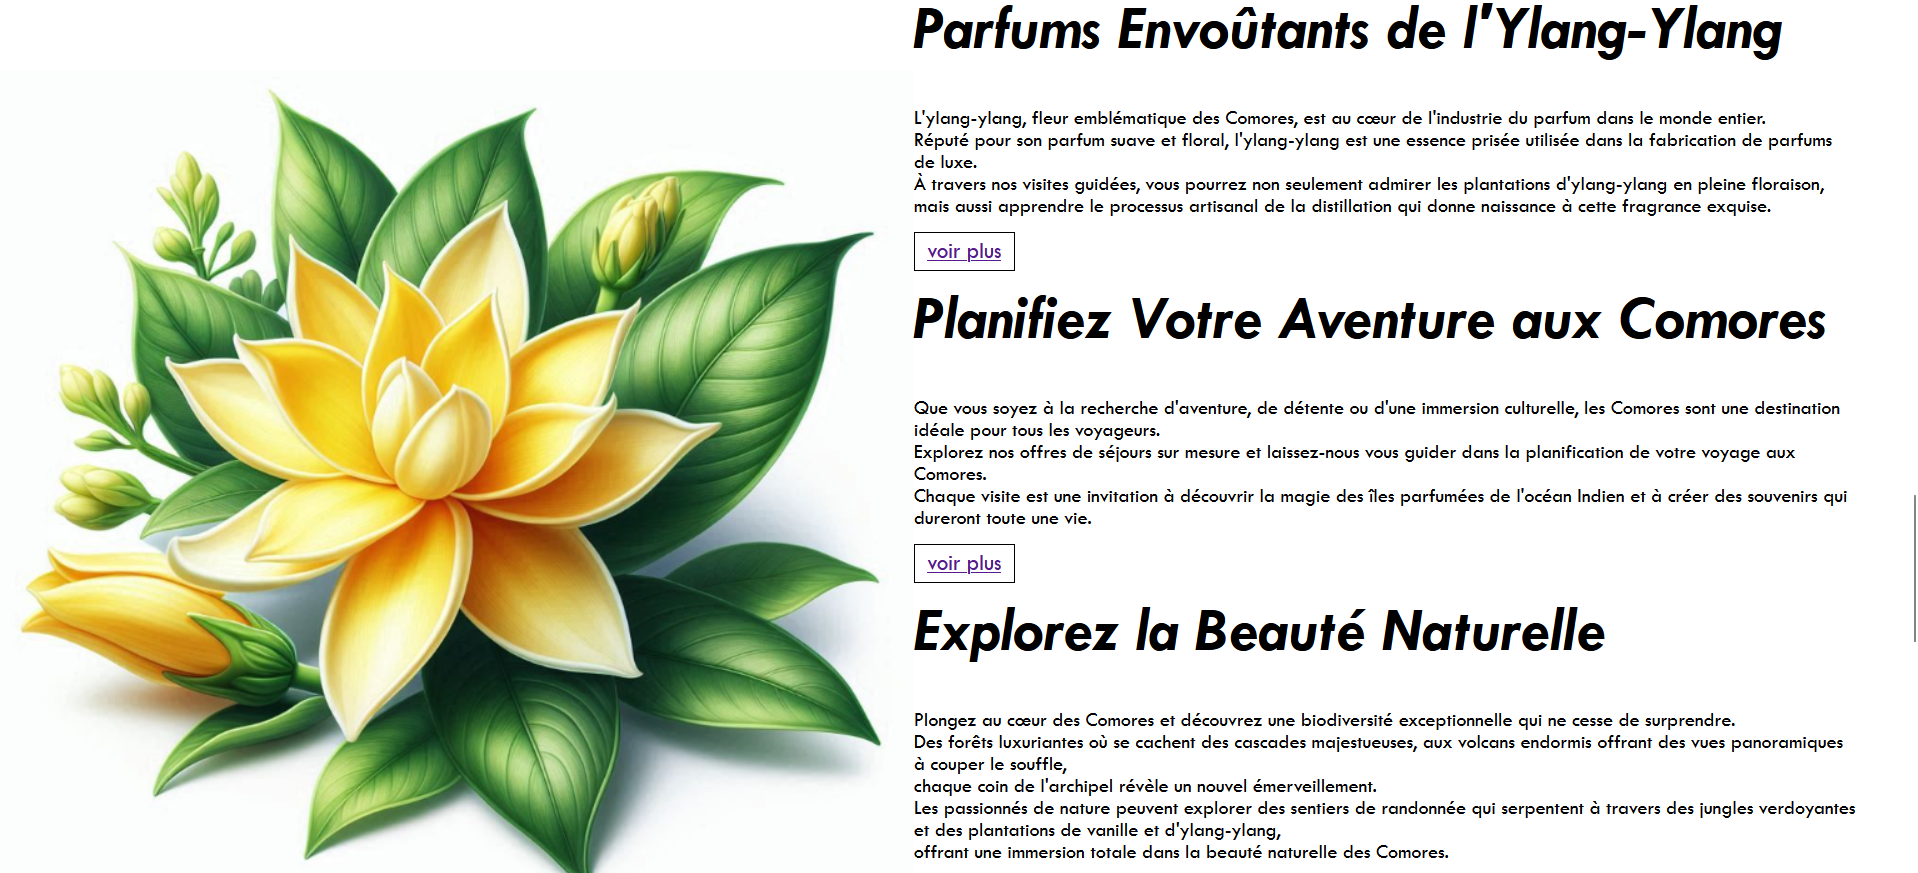 Parfums Envoûtants de l'Ylang-Ylang
L'ylang-ylang, fleur emblématique des Comores, est au cœur de l'industrie du parfum dans le monde entier.
Réputé pour son parfum suave et floral, l'ylang-ylang est une essence prisée utilisée dans la fabrication de parfums
de luxe.
À travers nos visites guidées, vous pourrez non seulement admirer les plantations d'ylang-ylang en pleine floraison,
mais aussi apprendre le processus artisanal de la distillation qui donne naissance à cette fragrance exquise.
voir plus
Planifiez Votre Aventure aux Comores
Que vous soyez à la recherche d'aventure, de détente ou d'une immersion culturelle, les Comores sont une destination
idéale pour tous les voyageurs.
Explorez nos offres de séjours sur mesure et laissez-nous vous guider dans la planification de votre voyage aux
Comores.
Chaque visite est une invitation à découvrir la magie des îles parfumées de l'océan Indien et à créer des souvenirs qui
dureront toute une vie.
voir plus
Explorez la Beauté Naturelle
Plongez au cœur des Comores et découvrez une biodiversité exceptionnelle qui ne cesse de surprendre.
Des forêts luxuriantes où se cachent des cascades majestueuses, aux volcans endormis offrant des vues panoramiques
à couper le souffle,
chaque coin de l'archipel révèle un nouvel émerveillement.
Les passionnés de nature peuvent explorer des sentiers de randonnée qui serpentent à travers des jungles verdoyantes
et des plantations de vanille et d'ylang-ylang,
offrant une immersion totale dans la beauté naturelle des Comores.